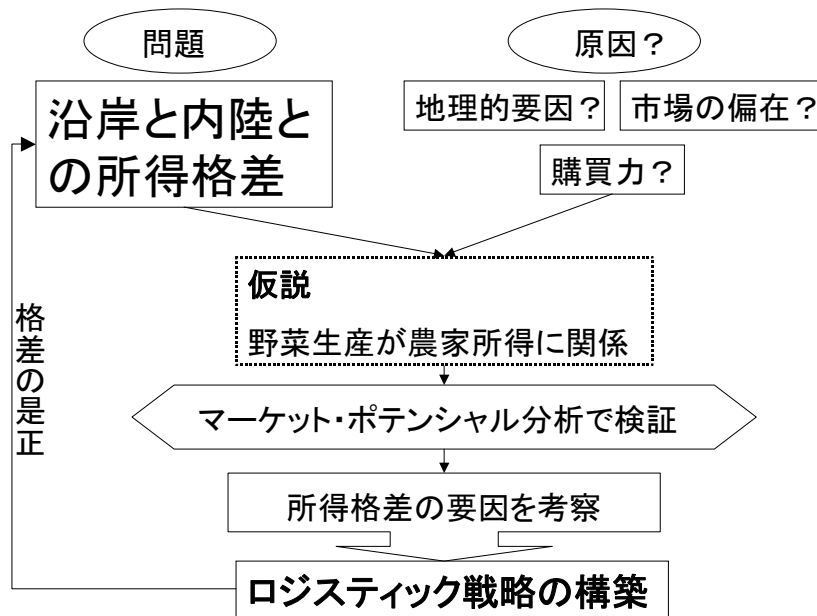 問題
原因？
沿岸と内陸と
の所得格差
地理的要因？
市場の偏在？
購買力？
仮説
野菜生産が農家所得に関係
格差の是正
マーケット・ポテンシャル分析で検証
所得格差の要因を考察
ロジスティック戦略の構築